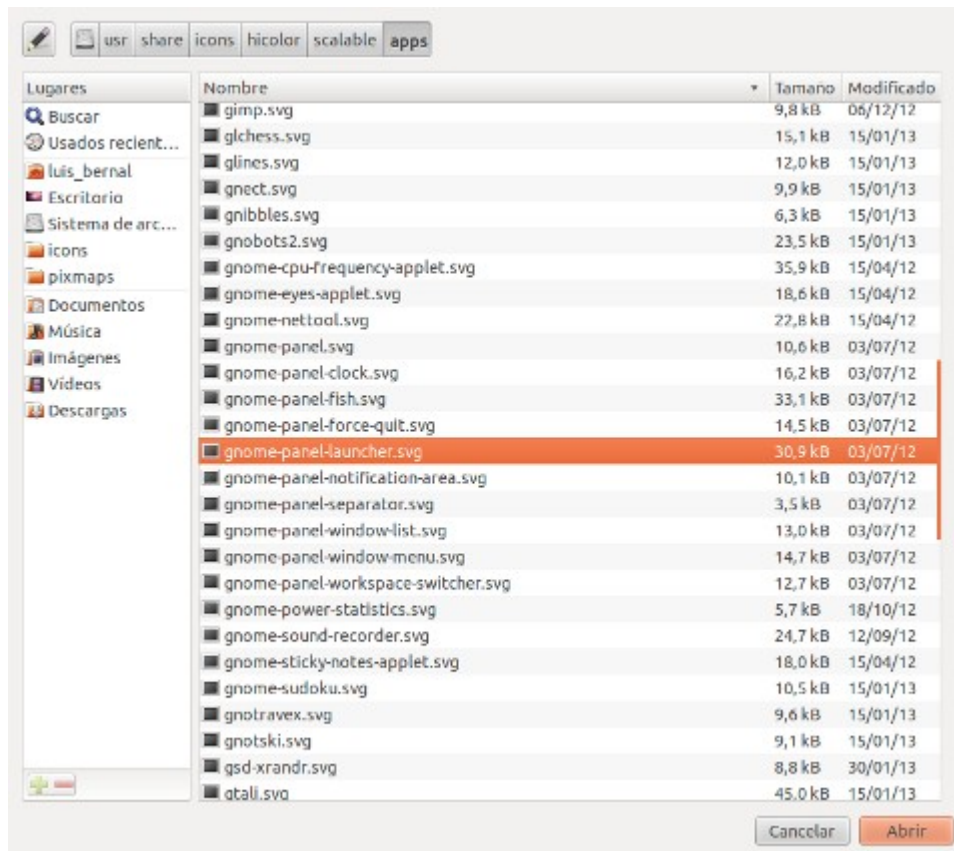 usr share icons hicolor scalable apps
Lugares
Buscar
Usados recient...
luis_bernal
Escritorio
Sistema de arc...
icons
pixmaps
Documentos
Música
Imágenes
Vídeos
Descargas
Nombre Tamaño Modificado
gimp.svg 9,8 kB 06/12/12
glchess.svg 15,1 kB 15/01/13
glines.svg 12,0 kB 15/01/13
gnect.svg 9,9 kB 15/01/13
gnibbles.svg 6,3 kB 15/01/13
gnobots2.svg 23,5 kB 15/01/13
gnome-cpu-frequency-applet.svg 35,9 kB 15/04/12
gnome-eyes-applet.svg 18,6 kB 15/04/12
gnome-nettool.svg 22,8 kB 15/04/12
gnome-panel.svg 10,6 kB 03/07/12
gnome-panel-clock.svg 16,2 kB 03/07/12
gnome-panel-fish.svg 33,1 kB 03/07/12
gnome-panel-force-quit.svg 14,5 kB 03/07/12
gnome-panel-launcher.svg 30,9 kB 03/07/12
gnome-panel-notification-area.svg 10,1 kB 03/07/12
gnome-panel-separator.svg 3,5 kB 03/07/12
gnome-panel-window-list.svg 13,0 kB 03/07/12
gnome-panel-window-menu.svg 14,7 kB 03/07/12
gnome-panel-workspace-switcher.svg 12,7 kB 03/07/12
gnome-power-statistics.svg 5,7 kB 18/10/12
gnome-sound-recorder.svg 24,7 kB 12/09/12
gnome-sticky-notes-applet.svg 18,0 kB 15/04/12
gnome-sudoku.svg 10,5 kB 15/01/13
gnotravex.svg 9,6 kB 15/01/13
gnotski.svg 9,1 kB 15/01/13
gsd-xrandr.svg 8,8 kB 30/01/13
gtali.svg 45,0 kB 15/01/13
Cancelar Abrir